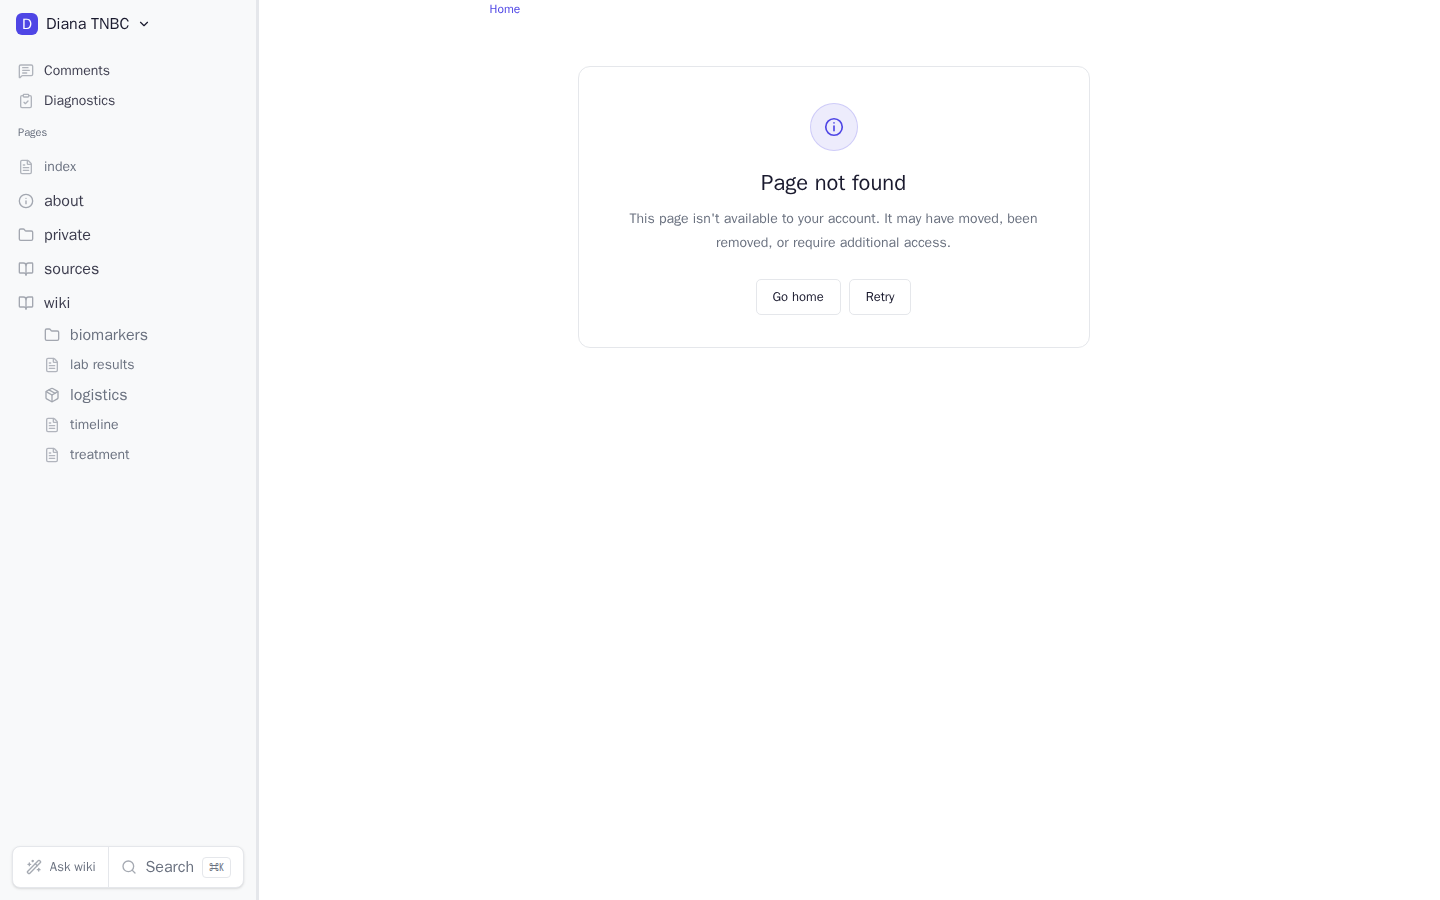 D Diana TNBC
Comments
Diagnostics
Pages
index
about
private
sources
wiki
biomarkers
lab results
logistics
timeline
treatment
Ask wiki
Search ⌘K
Home
Page not found
This page isn't available to your account. It may have moved, been
removed, or require additional access.
Go home
Retry